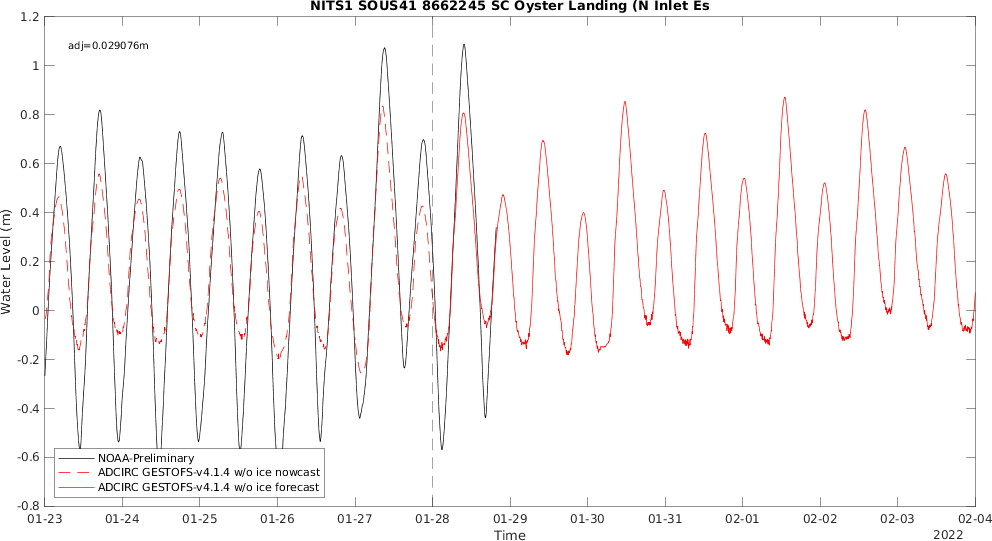 NITS1 SOUS41 8662245 SC Oyster Landing (N Inlet Es
adj=0.029076m
1.2
1
0.8
0.6
0.4
0.2
0
-0.2
-0.4
-0.6
-0.8
Water Level (m)
NOAA-Preliminary
ADCIRC GESTOFS-v4.1.4 w/o ice nowcast
ADCIRC GESTOFS-v4.1.4 w/o ice forecast
01-23 01-24 01-25 01-26 01-27 01-28 01-29 01-30 01-31 02-01 02-02 02-03 02-04
Time
2022